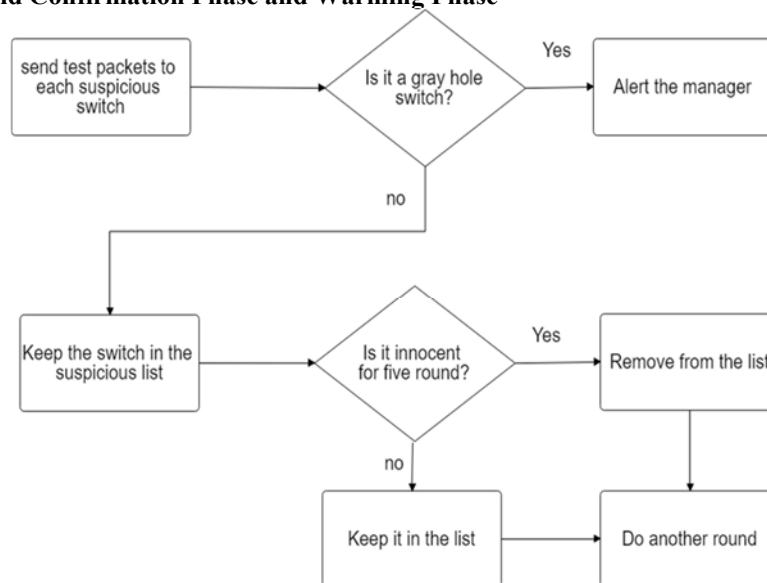 Confirmation Phase and Warming Phase
send test packets to
each suspicious
switch
Is it a gray hole
switch?
Yes
Alert the manager
no
Keep the switch in the
suspicious list
Is it innocent
for five round?
Yes
Remove from the list
no
Keep it in the list
Do another round